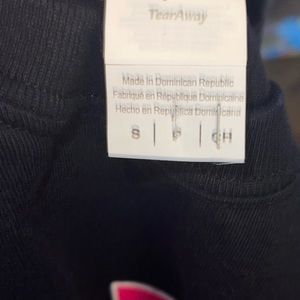 TearAway
Made in Dominican Republic
Fabriqué en République Dominicaine
Hecho en República Dominicana
S | P | CH